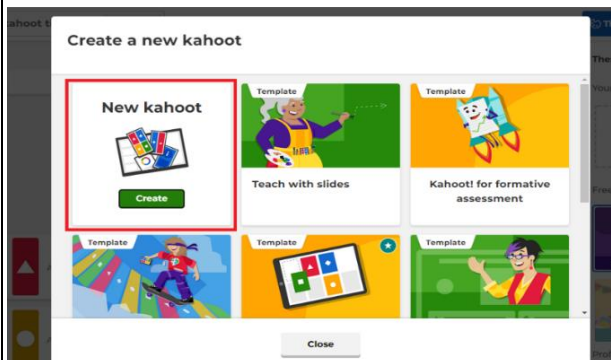 ahoot t
Create a new kahoot
New kahoot
Create
Template
Teach with slides
Template
Kahoot! for formative
assessment
Template
Template
Template
Close